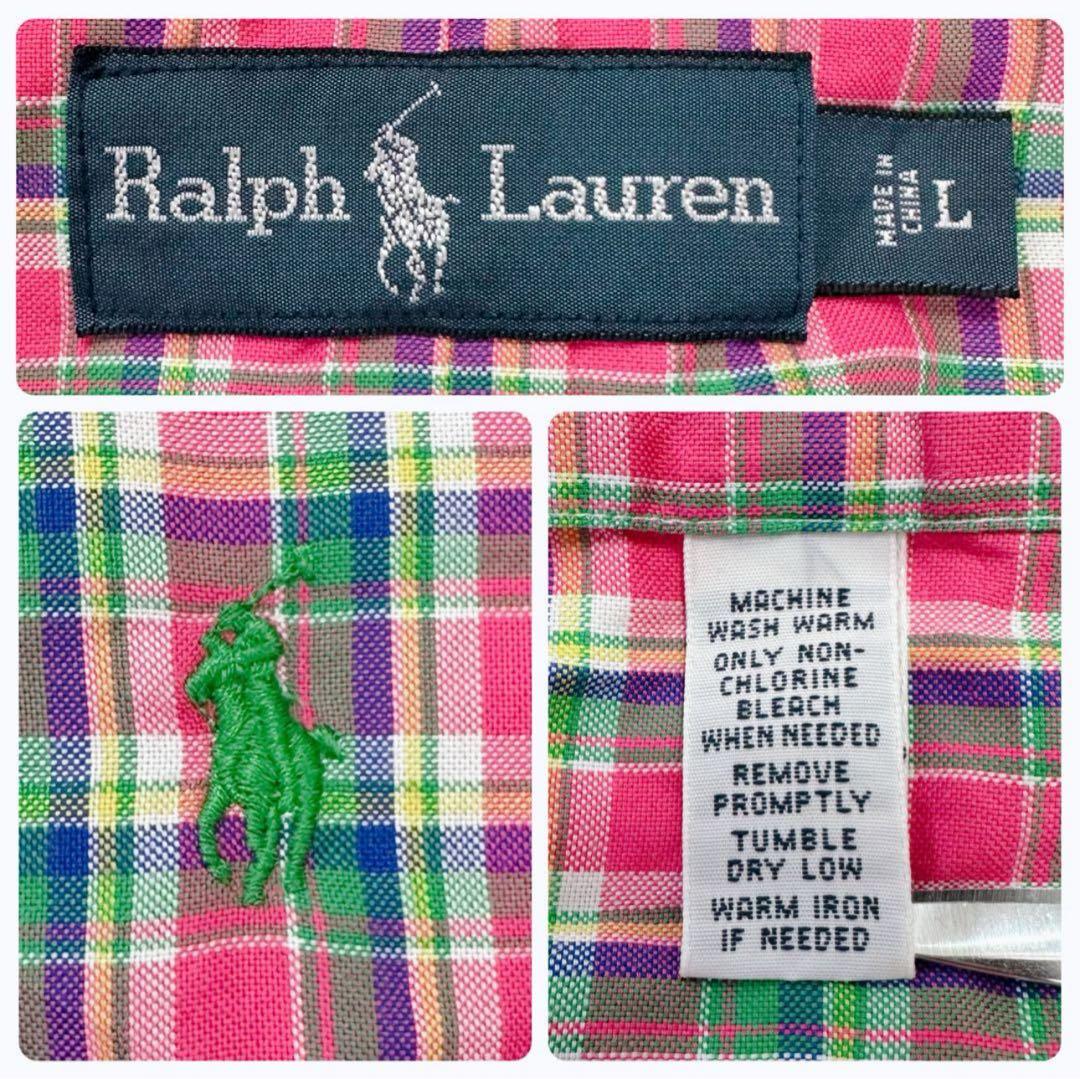 Ralph Lauren
MADE IN
CHINA
L
MACHINE
WASH WARM
ONLY NON-
CHLORINE
BLEACH
WHEN NEEDED
REMOVE
PROMPTLY
TUMBLE
DRY LOW
WARM IRON
IF NEEDED